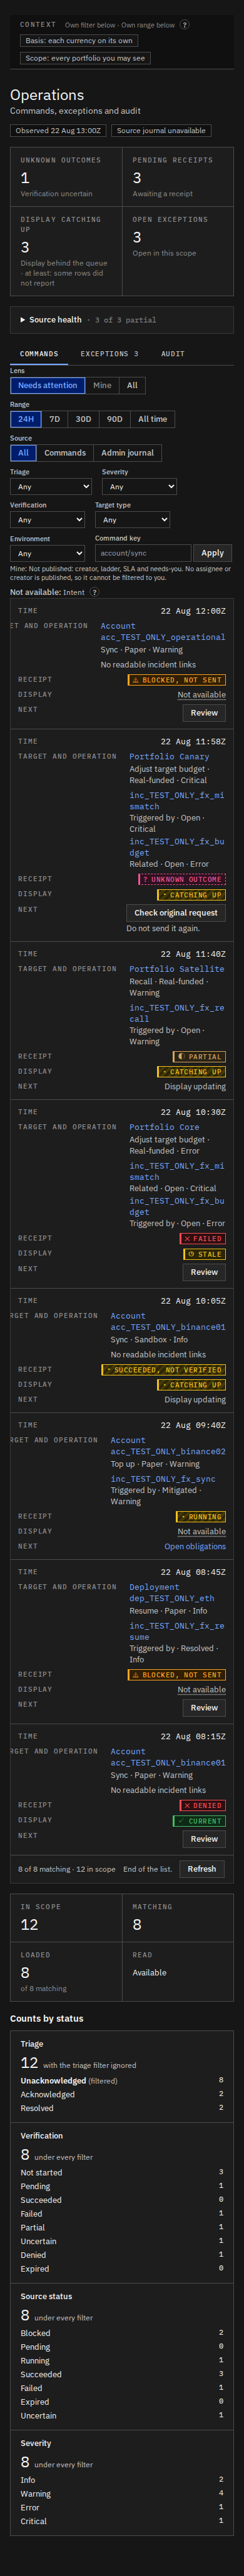 CONTEXT Own filter below · Own range below ?
Basis: each currency on its own
Scope: every portfolio you may see
Operations
Commands, exceptions and audit
Observed 22 Aug 13:00Z Source journal unavailable
UNKNOWN OUTCOMES
1
Verification uncertain
PENDING RECEIPTS
3
Awaiting a receipt
DISPLAY CATCHING
UP
3
Display behind the queue
· at least: some rows did
not report
OPEN EXCEPTIONS
3
Open in this scope
▶ Source health · 3 of 3 partial
COMMANDS EXCEPTIONS 3 AUDIT
Lens
Needs attention Mine All
Range
24H 7D 30D 90D All time
Source
All Commands Admin journal
Triage Severity
Any Any
Verification Target type
Any Any
Environment Command key
Any account/sync Apply
Mine: Not published: creator, ladder, SLA and needs-you. No assignee or
creator is published, so it cannot be filtered to you.
Not available: Intent ?
TIME 22 Aug 12:00Z
ET AND OPERATION Account
acc_TEST_ONLY_operational
Sync · Paper · Warning
No readable incident links
RECEIPT ⚠ BLOCKED, NOT SENT
DISPLAY Not available
NEXT Review
TIME 22 Aug 11:58Z
TARGET AND OPERATION Portfolio Canary
Adjust target budget ·
Real-funded · Critical
inc_TEST_ONLY_fx_mi
smatch
Triggered by · Open ·
Critical
inc_TEST_ONLY_fx_bu
dget
Related · Open · Error
RECEIPT ? UNKNOWN OUTCOME
DISPLAY CATCHING UP
NEXT Check original request
Do not send it again.
TIME 22 Aug 11:40Z
TARGET AND OPERATION Portfolio Satellite
Recall · Real-funded ·
Warning
inc_TEST_ONLY_fx_re
call
Triggered by · Open ·
Warning
RECEIPT PARTIAL
DISPLAY CATCHING UP
NEXT Display updating
TIME 22 Aug 10:30Z
TARGET AND OPERATION Portfolio Core
Adjust target budget ·
Real-funded · Error
inc_TEST_ONLY_fx_mi
smatch
Related · Open · Critical
inc_TEST_ONLY_fx_bu
dget
Triggered by · Open · Error
RECEIPT ✕ FAILED
DISPLAY STALE
NEXT Review
TIME 22 Aug 10:05Z
RGET AND OPERATION Account
acc_TEST_ONLY_binance01
Sync · Sandbox · Info
No readable incident links
RECEIPT SUCCEEDED, NOT VERIFIED
DISPLAY CATCHING UP
NEXT Display updating
TIME 22 Aug 09:40Z
RGET AND OPERATION Account
acc_TEST_ONLY_binance02
Top up · Paper · Warning
inc_TEST_ONLY_fx_sync
Triggered by · Mitigated ·
Warning
RECEIPT RUNNING
DISPLAY Not available
NEXT Open obligations
TIME 22 Aug 08:45Z
TARGET AND OPERATION Deployment
dep_TEST_ONLY_eth
Resume · Paper · Info
inc_TEST_ONLY_fx_re
sume
Triggered by · Resolved ·
Info
RECEIPT ⚠ BLOCKED, NOT SENT
DISPLAY Not available
NEXT Review
TIME 22 Aug 08:15Z
RGET AND OPERATION Account
acc_TEST_ONLY_binance01
Sync · Paper · Warning
No readable incident links
RECEIPT ✕ DENIED
DISPLAY ✓ CURRENT
NEXT Review
8 of 8 matching · 12 in scope End of the list. Refresh
IN SCOPE
12
MATCHING
8
LOADED
8
of 8 matching
READ
Available
Counts by status
Triage
12 with the triage filter ignored
Unacknowledged (filtered) 8
Acknowledged 2
Resolved 2
Verification
8 under every filter
Not started 3
Pending 1
Succeeded 0
Failed 1
Partial 1
Uncertain 1
Denied 1
Expired 0
Source status
8 under every filter
Blocked 2
Pending 0
Running 1
Succeeded 3
Failed 1
Expired 0
Uncertain 1
Severity
8 under every filter
Info 2
Warning 4
Error 1
Critical 1